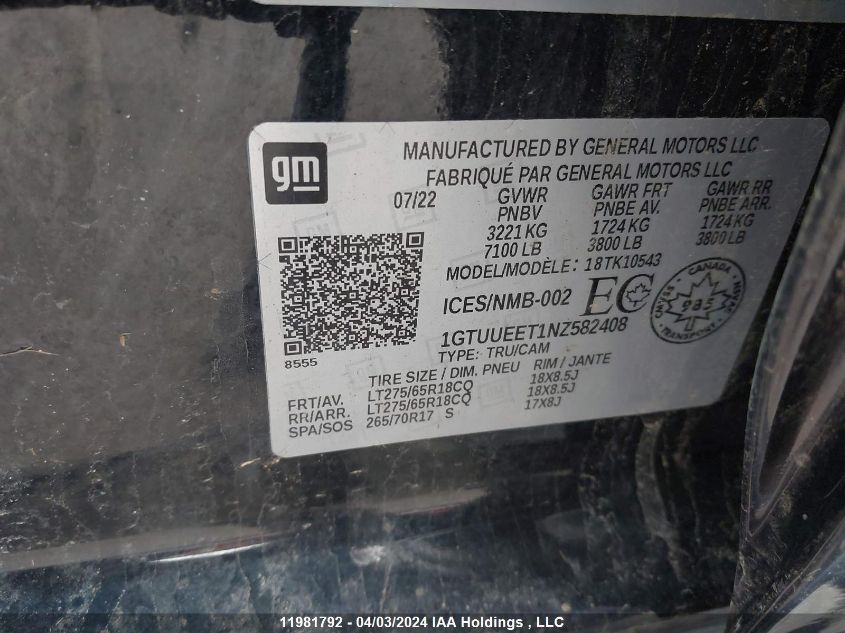 gm
MANUFACTURED BY GENERAL MOTORS LLC
FABRIQUÉ PAR GENERAL MOTORS LLC
07/22 GVWR GAWR FRT GAWR RR
PNBV PNBE AV. PNBE ARR.
3221 KG 1724 KG 1724 KG
7100 LB 3800 LB 3800 LB
MODEL/MODÈLE: 18TK10543
ICES/NMB-002 EC
CANADA
985
TRANSPORT
1GTUUEET1NZ582408
TYPE: TRU/CAM
8555
TIRE SIZE / DIM. PNEU RIM / JANTE
FRT/AV. LT275/65R18CQ 18X8.5J
RR/ARR. LT275/65R18CQ 18X8.5J
SPA/SOS 265/70R17 S 17X8J
11981792 - 04/03/2024 IAA Holdings , LLC